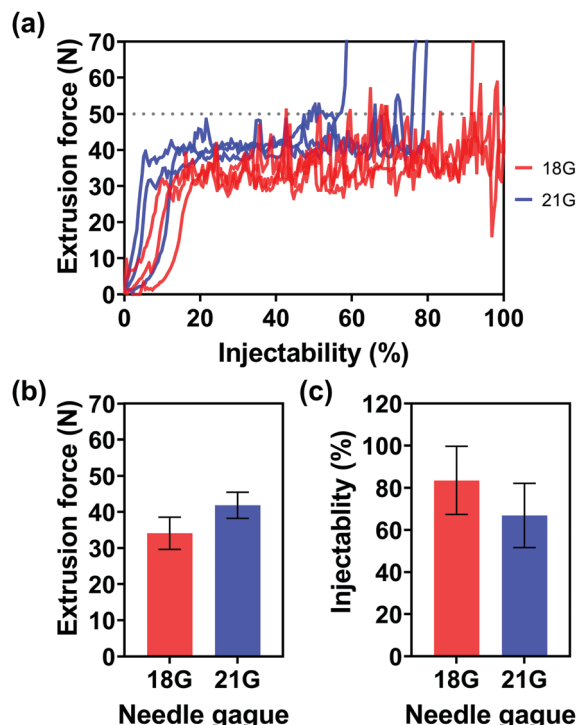 (a)
Extrusion force (N)
70
60
50
40
30
20
10
0
0 20 40 60 80 100
Injectability (%)
18G
21G
(b)
Extrusion force (N)
70
60
50
40
30
20
10
0
18G 21G
Needle gague
(c)
Injectablity (%)
120
100
80
60
40
20
0
18G 21G
Needle gague